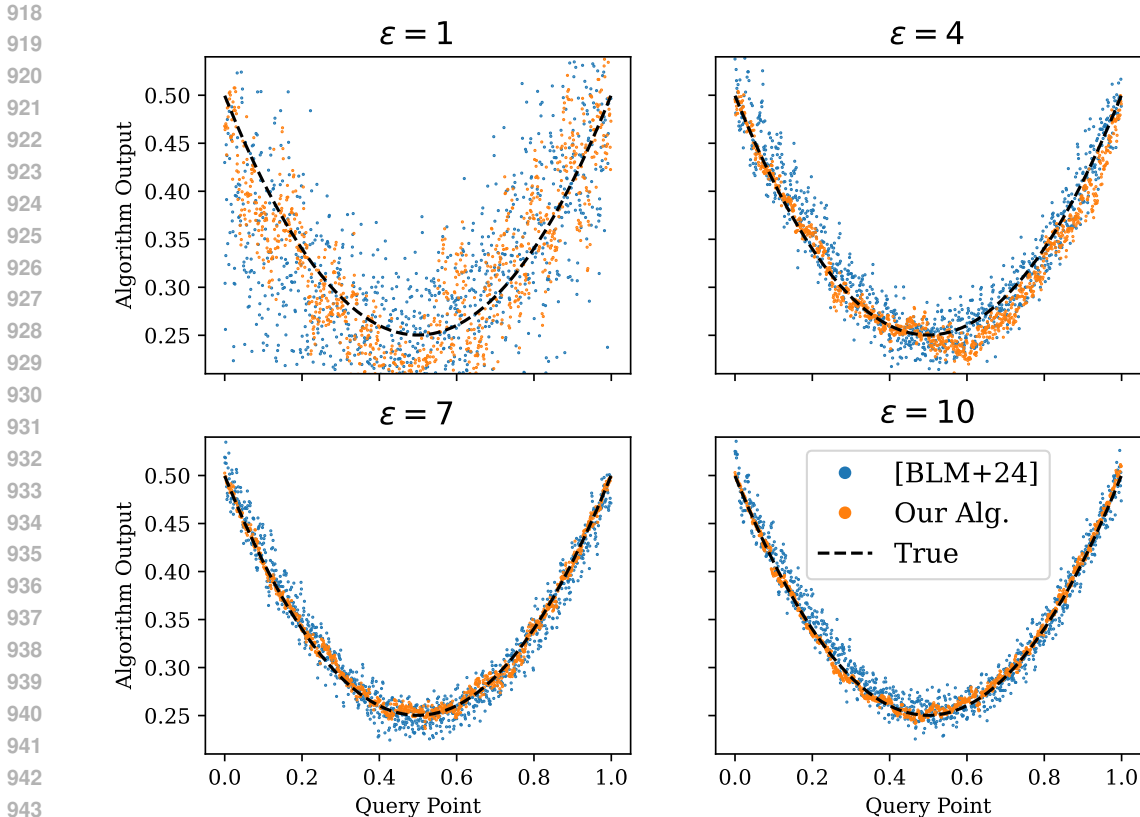 918
919
920
921
922
923
924
925
926
927
928
929
930
931
932
933
934
935
936
937
938
939
940
941
942
943
ε = 1
ε = 4
Algorithm Output
0.50
0.45
0.40
0.35
0.30
0.25
ε = 7
ε = 10
Algorithm Output
0.50
0.45
0.40
0.35
0.30
0.25
[BLM+24]
Our Alg.
True
0.0 0.2 0.4 0.6 0.8 1.0
0.0 0.2 0.4 0.6 0.8 1.0
Query Point
Query Point